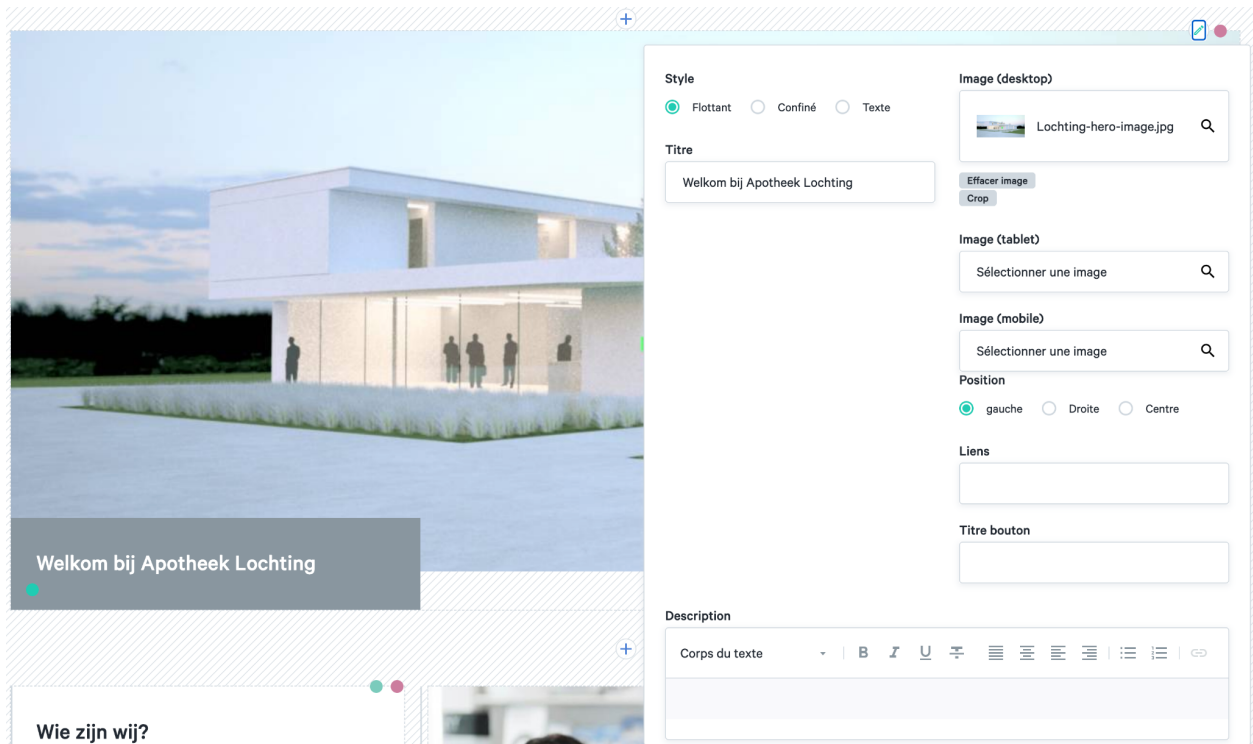 Style
Flottant Confiné Texte
Titre
Welkom bij Apotheek Lochting
Image (desktop)
Lochting-hero-image.jpg
Effacer image
Crop
Image (tablet)
Sélectionner une image
Image (mobile)
Sélectionner une image
Position
gauche Droite Centre
Liens
Titre bouton
Description
Corps du texte B I U T
Welkom bij Apotheek Lochting
Wie zijn wij?